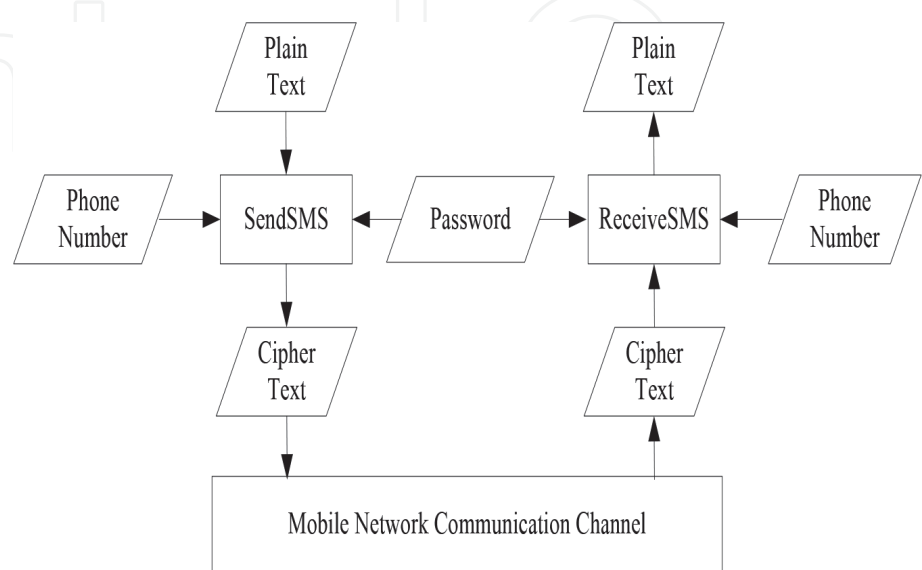 Plain
Text
Plain
Text
Phone
Number
SendSMS
Password
ReceiveSMS
Phone
Number
Cipher
Text
Cipher
Text
Mobile Network Communication Channel